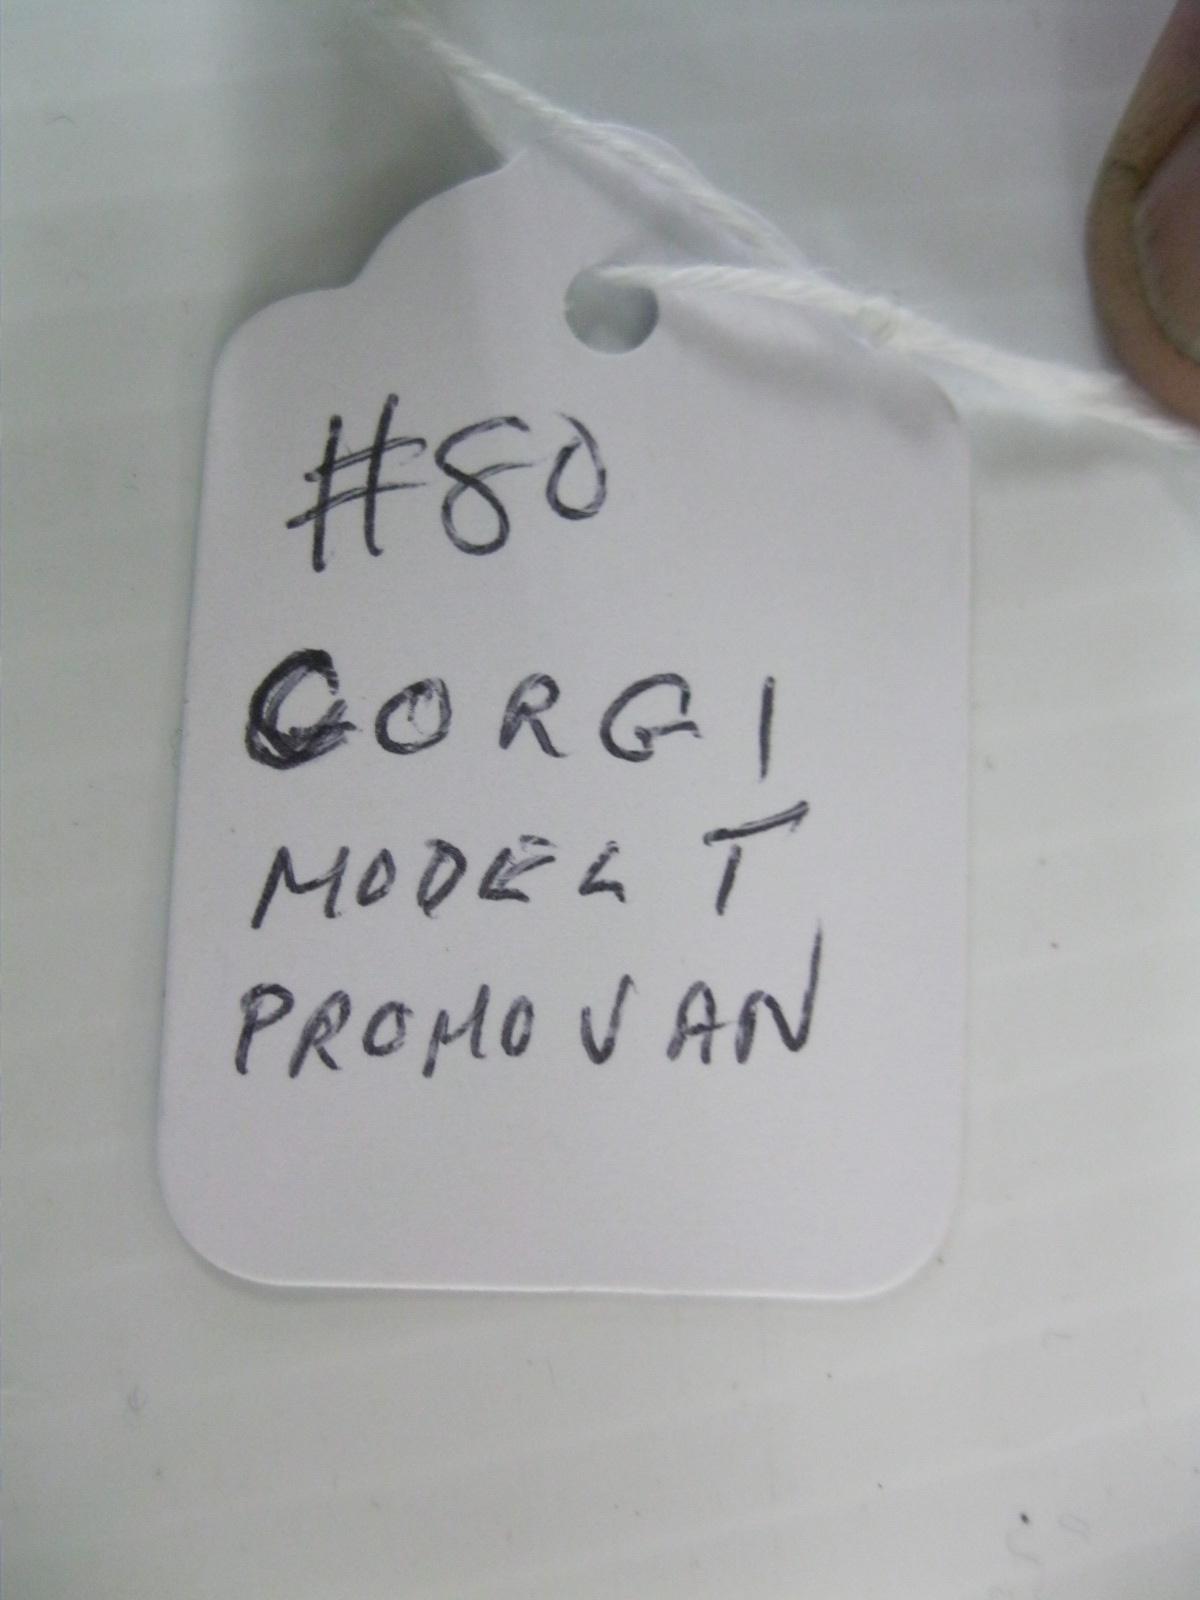 #80
CORGI
MODEL T
PROMO VAN